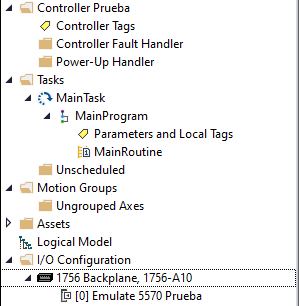 Controller Prueba
Controller Tags
Controller Fault Handler
Power-Up Handler
Tasks
MainTask
MainProgram
Parameters and Local Tags
MainRoutine
Unscheduled
Motion Groups
Ungrouped Axes
Assets
Logical Model
I/O Configuration
1756 Backplane, 1756-A10
[0] Emulate 5570 Prueba